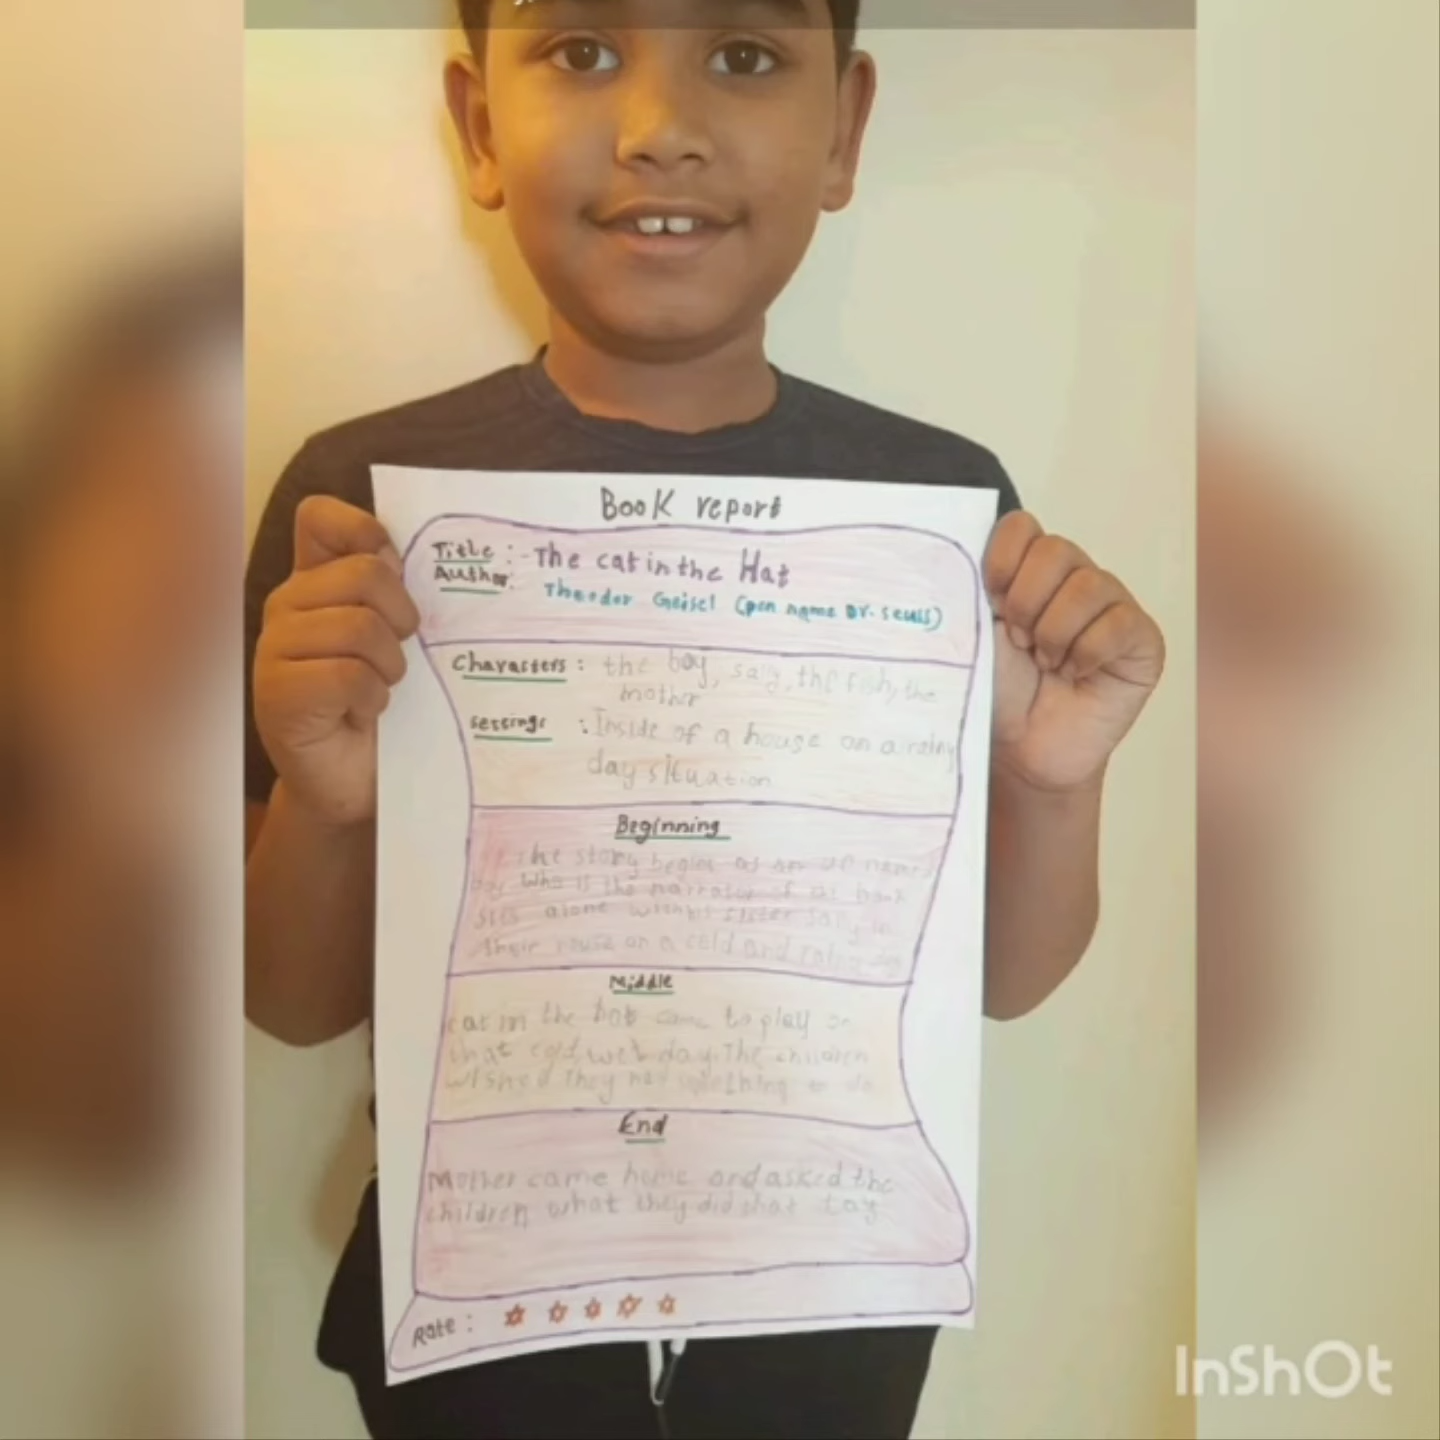 Book report
Title :- The cat in the Hat
Author: Theodor Geisel (pen name Dr. Seuss)
Characters : the boy, sally, the fish, the
mother
settings : Inside of a house on a rainy
day situation
Beginning
The story begins as an un named
boy who is the narrator of the book
sits alone with his sister Sally in
their house on a cold and rainy day
Middle
cat in the hat came to play on
that cold, wet day. The children
wished they had something to do
End
Mother came home and asked the
children what they did that day
Rate :
InShOt